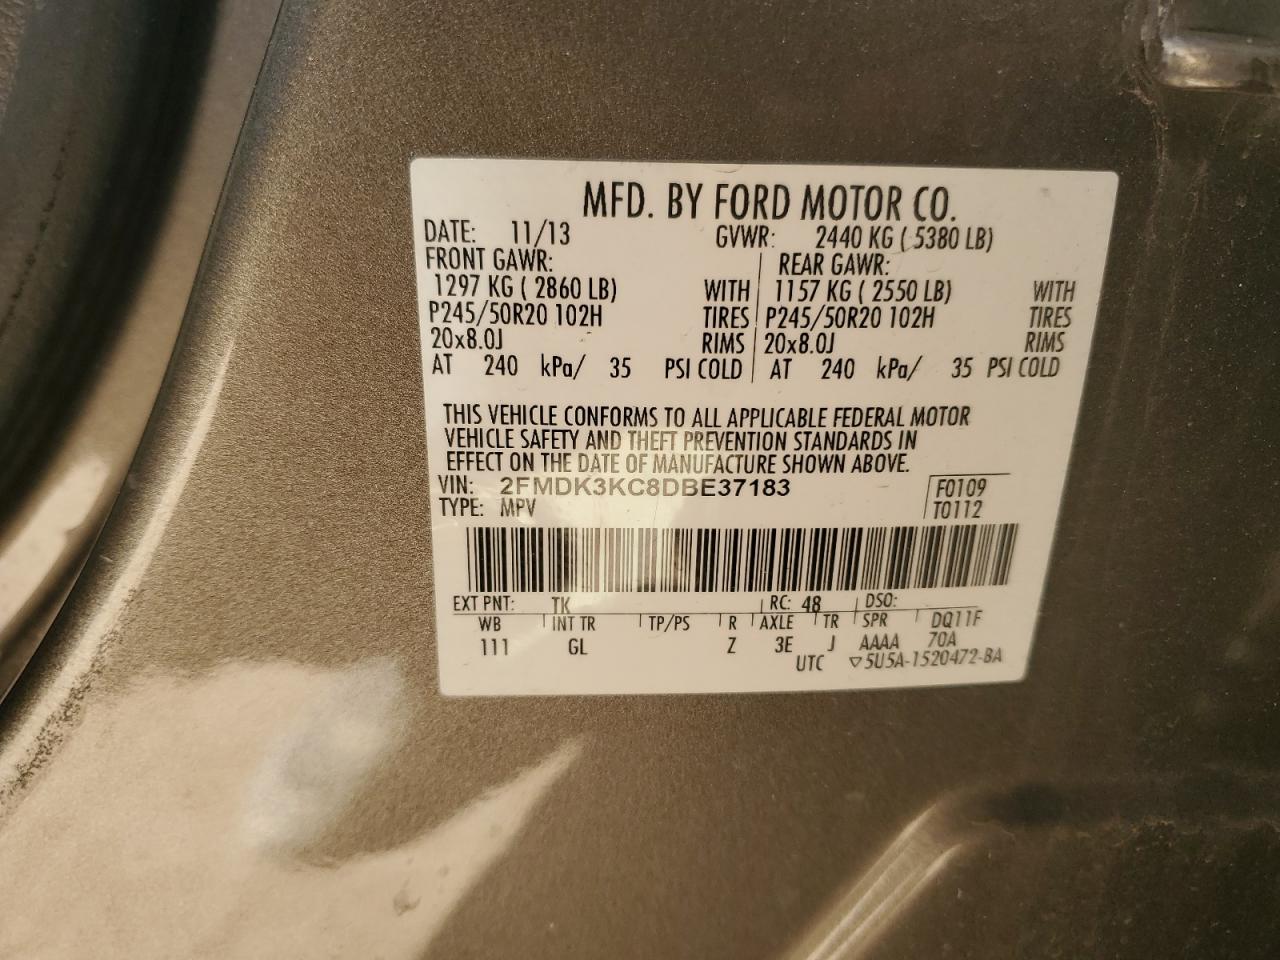 MFD. BY FORD MOTOR CO.
DATE: 11/13 GVWR: 2440 KG ( 5380 LB)
FRONT GAWR: REAR GAWR:
1297 KG ( 2860 LB) WITH 1157 KG ( 2550 LB) WITH
P245/50R20 102H TIRES P245/50R20 102H TIRES
20x8.0J RIMS 20x8.0J RIMS
AT 240 kPa/ 35 PSI COLD AT 240 kPa/ 35 PSI COLD
THIS VEHICLE CONFORMS TO ALL APPLICABLE FEDERAL MOTOR
VEHICLE SAFETY AND THEFT PREVENTION STANDARDS IN
EFFECT ON THE DATE OF MANUFACTURE SHOWN ABOVE.
VIN: 2FMDK3KC8DBE37183 F0109
TYPE: MPV T0112
EXT PNT: TK RC: 48 DSO:
WB INT TR TP/PS R AXLE TR SPR DQ11F
111 GL Z 3E J AAAA 70A
UTC ▽5U5A-1520472-BA